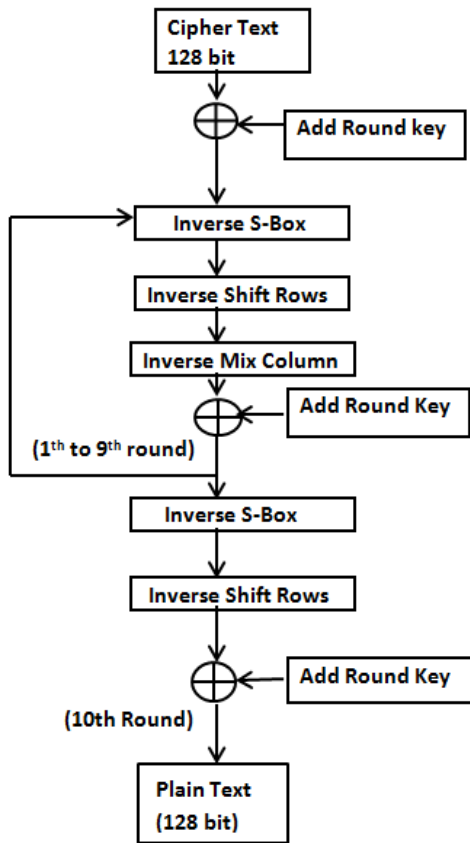 Cipher Text
128 bit
Add Round key
Inverse S-Box
Inverse Shift Rows
Inverse Mix Column
Add Round Key
(1th to 9th round)
Inverse S-Box
Inverse Shift Rows
Add Round Key
(10th Round)
Plain Text
(128 bit)